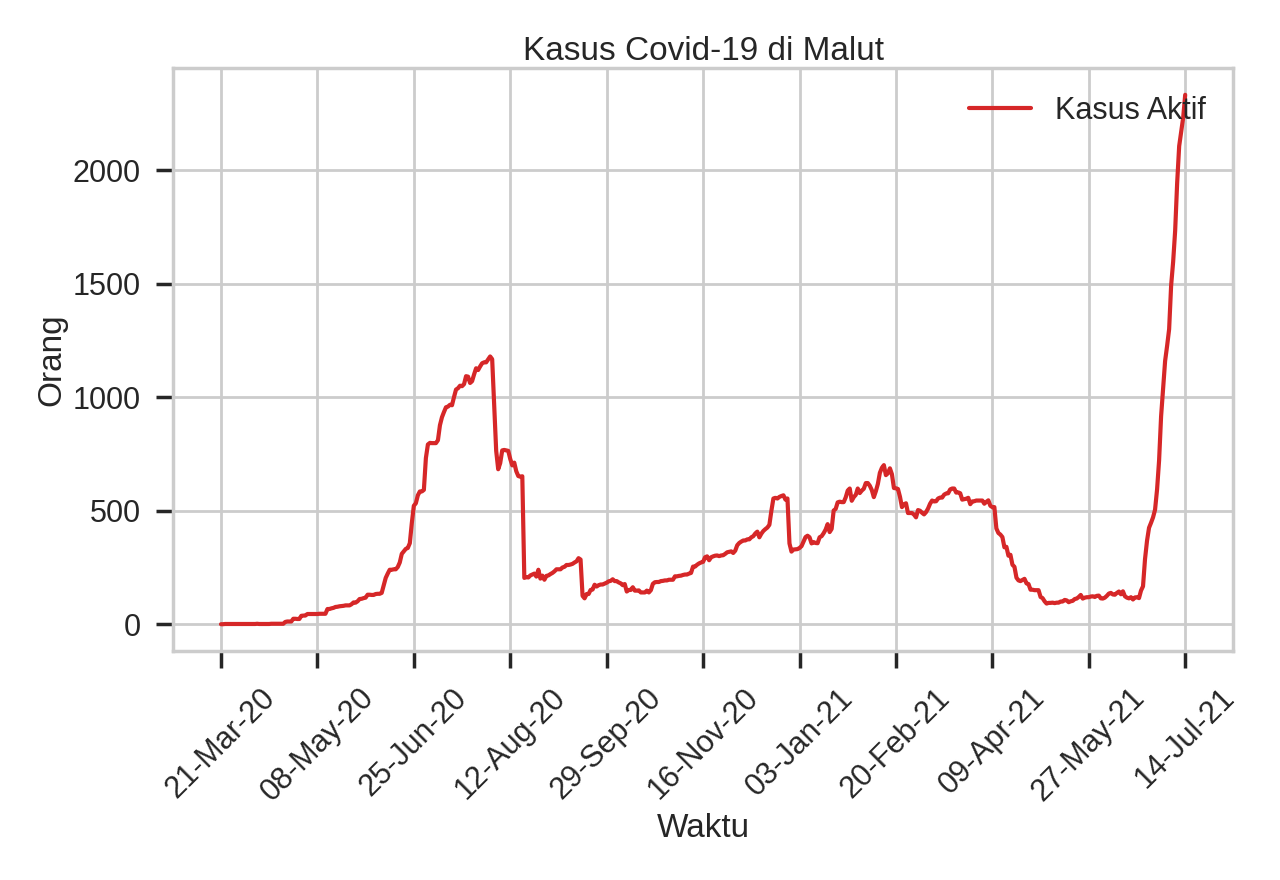 Kasus Covid-19 di Malut
Kasus Aktif
2000
1500
1000
500
0
Orang
21-Mar-20
08-May-20
25-Jun-20
12-Aug-20
29-Sep-20
16-Nov-20
03-Jan-21
20-Feb-21
09-Apr-21
27-May-21
14-Jul-21
Waktu